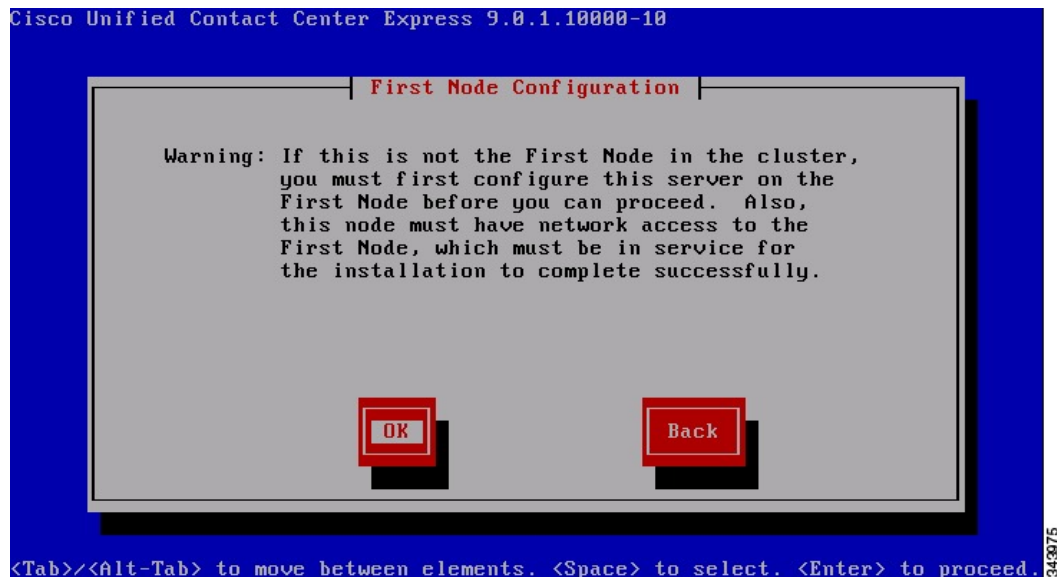 Cisco Unified Contact Center Express 9.0.1.10000-10
First Node Configuration
Warning: If this is not the First Node in the cluster,
you must first configure this server on the
First Node before you can proceed.  Also,
this node must have network access to the
First Node, which must be in service for
the installation to complete successfully.
OK
Back
<Tab>/<Alt-Tab> to move between elements. <Space> to select. <Enter> to proceed.
343975